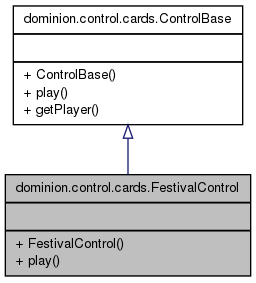 dominion.control.cards.ControlBase
+ ControlBase()
+ play()
+ getPlayer()
dominion.control.cards.FestivalControl
+ FestivalControl()
+ play()